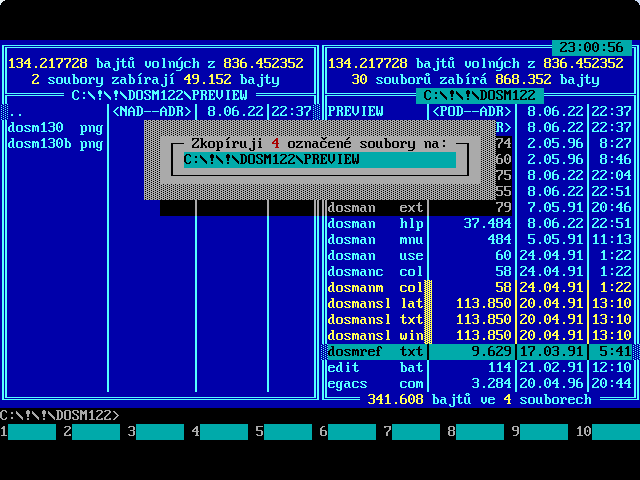 23:00:56
134.217728 bajtů volných z 836.452352
2 soubory zabírají 49.152 bajty
C:\!\!\DOSM122\PREVIEW
.. <NAD--ADR> 8.06.22 22:37
dosm130 png
dosm130b png
134.217728 bajtů volných z 836.452352
30 souborů zabírá 868.352 bajty
C:\!\!\DOSM122
PREVIEW <POD--ADR> 8.06.22 22:37
ADR> 8.06.22 22:37
74 2.05.96 8:27
60 2.05.96 8:46
75 8.06.22 22:04
55 8.06.22 22:51
dosman ext 79 7.05.91 20:46
dosman hlp 37.484 8.06.22 22:51
dosman mnu 484 5.05.91 11:13
dosman use 60 24.04.91 1:22
dosmanc col 58 24.04.91 1:22
dosmanm col 58 24.04.91 1:22
dosmansl lat 113.850 20.04.91 13:10
dosmansl txt 113.850 20.04.91 13:10
dosmansl win 113.850 20.04.91 13:10
dosmref txt 9.629 17.03.91 5:41
edit bat 114 21.02.91 12:10
egacs com 3.284 20.04.96 20:44
341.608 bajtů ve 4 souborech
Zkopíruji 4 označené soubory na:
C:\!\!\DOSM122\PREVIEW
C:\!\!\DOSM122>
1 2 3 4 5 6 7 8 9 10